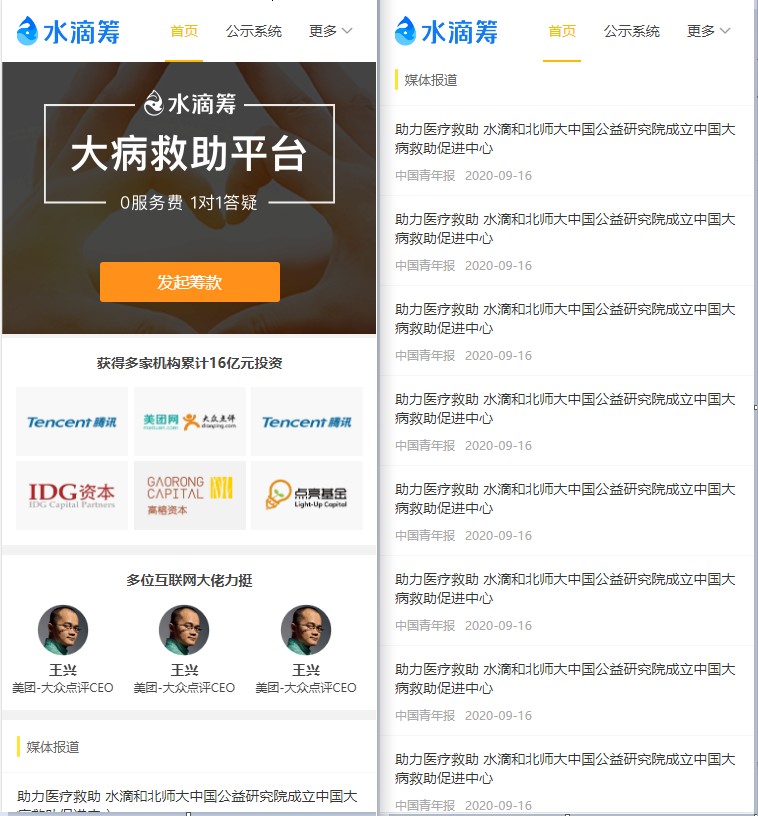 水滴筹
首页 公示系统 更多
水滴筹
大病救助平台
0服务费 1对1答疑
发起筹款
获得多家机构累计16亿元投资
Tencent腾讯
美团网 meituan.com 大众点评 dianping.com
Tencent腾讯
IDG资本
IDG Capital Partners
GAORONG
CAPITAL
高榕资本
点亮基金
Light-Up Capital
多位互联网大佬力挺
王兴 王兴 王兴
美团-大众点评CEO 美团-大众点评CEO 美团-大众点评CEO
媒体报道
助力医疗救助 水滴和北师大中国公益研究院成立中国大
病救助促进中心
水滴筹
首页 公示系统 更多
媒体报道
助力医疗救助 水滴和北师大中国公益研究院成立中国大
病救助促进中心
中国青年报 2020-09-16
助力医疗救助 水滴和北师大中国公益研究院成立中国大
病救助促进中心
中国青年报 2020-09-16
助力医疗救助 水滴和北师大中国公益研究院成立中国大
病救助促进中心
中国青年报 2020-09-16
助力医疗救助 水滴和北师大中国公益研究院成立中国大
病救助促进中心
中国青年报 2020-09-16
助力医疗救助 水滴和北师大中国公益研究院成立中国大
病救助促进中心
中国青年报 2020-09-16
助力医疗救助 水滴和北师大中国公益研究院成立中国大
病救助促进中心
中国青年报 2020-09-16
助力医疗救助 水滴和北师大中国公益研究院成立中国大
病救助促进中心
中国青年报 2020-09-16
助力医疗救助 水滴和北师大中国公益研究院成立中国大
病救助促进中心
中国青年报 2020-09-16